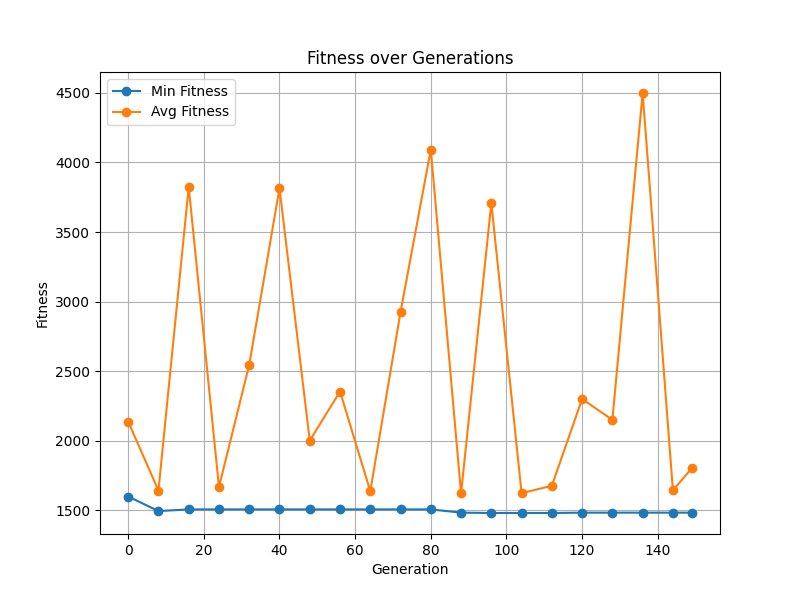 Fitness over Generations
Min Fitness
Avg Fitness
4500
4000
3500
3000
2500
2000
1500
Fitness
0 20 40 60 80 100 120 140
Generation